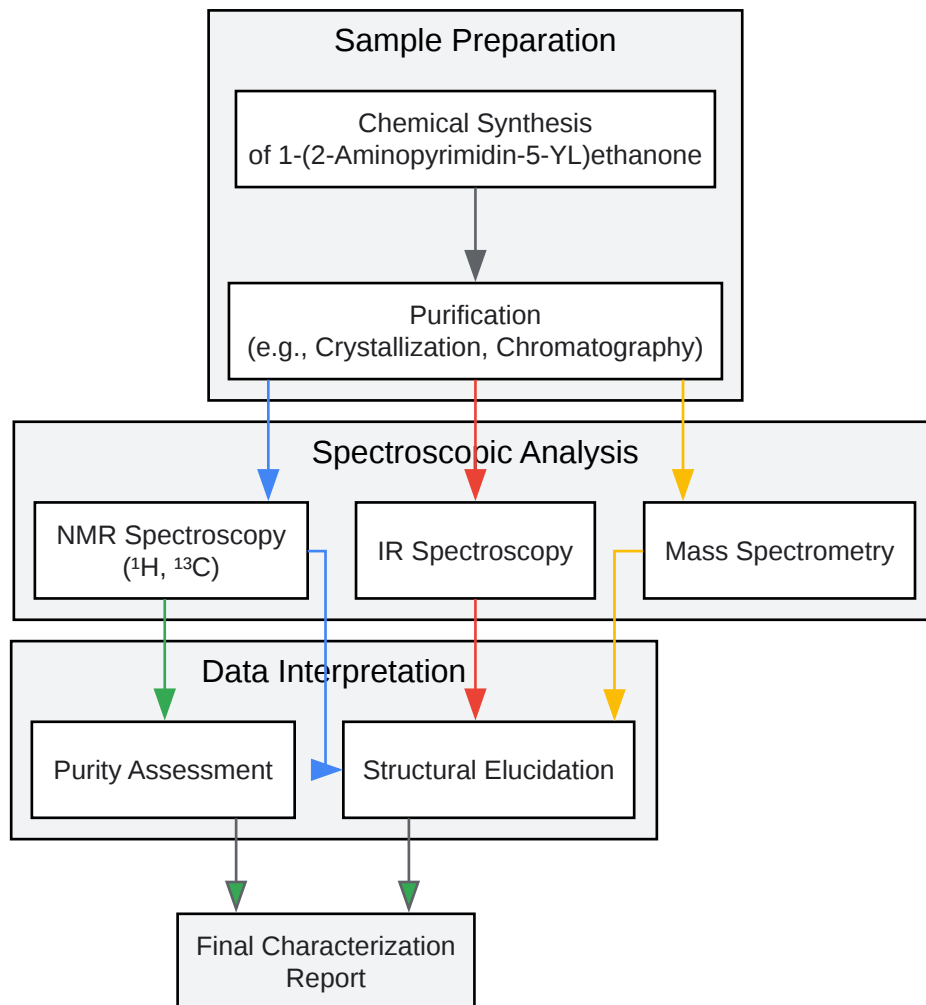 Sample Preparation
Chemical Synthesis
of 1-(2-Aminopyrimidin-5-YL)ethanone
Purification
(e.g., Crystallization, Chromatography)
Spectroscopic Analysis
NMR Spectroscopy
(¹H, ¹³C)
IR Spectroscopy
Mass Spectrometry
Data Interpretation
Purity Assessment
Structural Elucidation
Final Characterization
Report